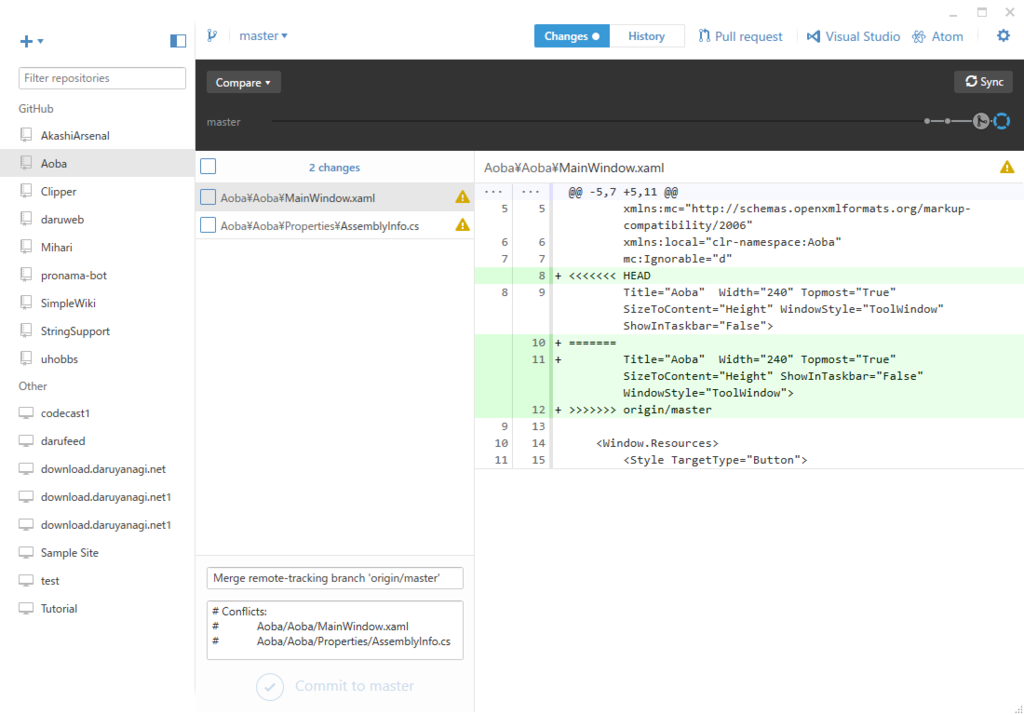 master
Changes
History
Pull request
Visual Studio
Atom
Filter repositories
GitHub
AkashiArsenal
Aoba
Clipper
daruweb
Mihari
pronama-bot
SimpleWiki
StringSupport
uhobbs
Other
codecast1
darufeed
download.daruyanagi.net
download.daruyanagi.net1
download.daruyanagi.net1
Sample Site
test
Tutorial
Compare
Sync
master
2 changes
Aoba¥Aoba¥MainWindow.xaml
Aoba¥Aoba¥Properties¥AssemblyInfo.cs
Merge remote-tracking branch 'origin/master'
# Conflicts:
# Aoba/Aoba/MainWindow.xaml
# Aoba/Aoba/Properties/AssemblyInfo.cs
Commit to master
Aoba¥Aoba¥MainWindow.xaml
... ... @@ -5,7 +5,11 @@
5 5 xmlns:mc="http://schemas.openxmlformats.org/markup-
compatibility/2006"
6 6 xmlns:local="clr-namespace:Aoba"
7 7 mc:Ignorable="d"
8 + <<<<<<< HEAD
8 9 Title="Aoba" Width="240" Topmost="True"
SizeToContent="Height" WindowStyle="ToolWindow"
ShowInTaskbar="False">
10 + =======
11 + Title="Aoba" Width="240" Topmost="True"
SizeToContent="Height" ShowInTaskbar="False"
WindowStyle="ToolWindow">
12 + >>>>>>> origin/master
9 13
10 14 <Window.Resources>
11 15 <Style TargetType="Button">